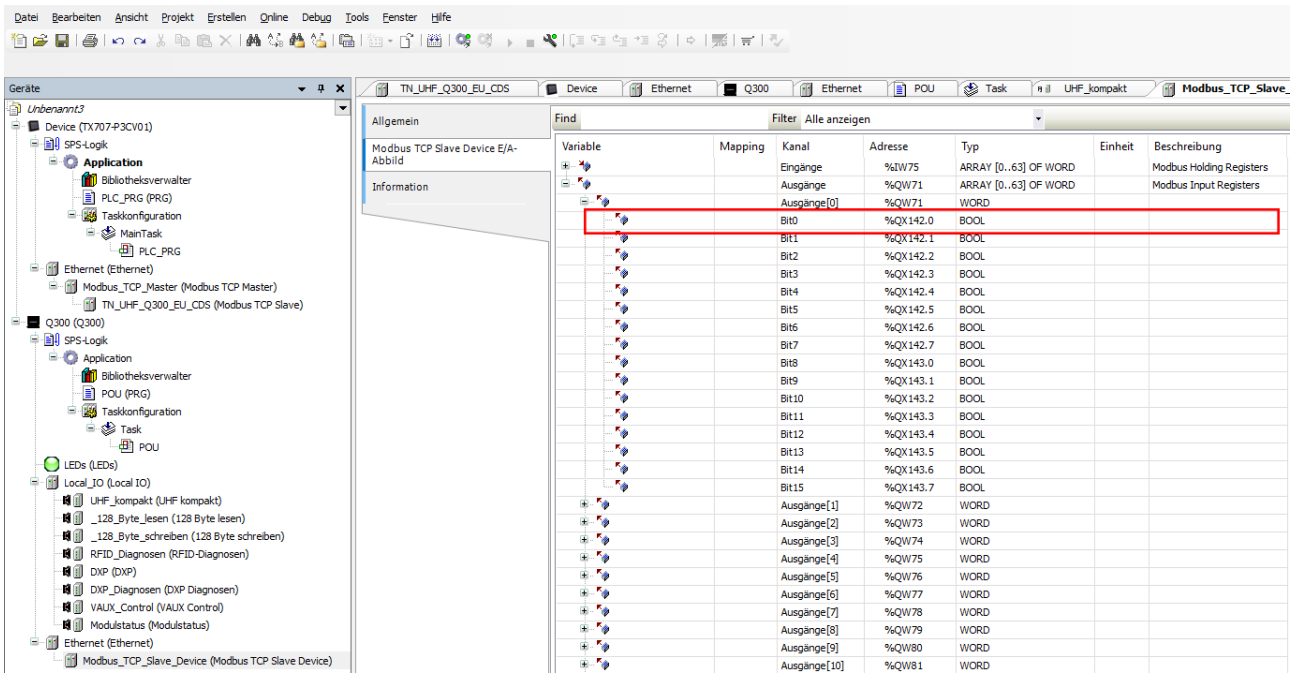 Datei Bearbeiten Ansicht Projekt Erstellen Online Debug Tools Fenster Hilfe
Geräte
Unbenannt3
Device (TX707-P3CV01)
SPS-Logik
Application
Bibliotheksverwalter
PLC_PRG (PRG)
Taskkonfiguration
MainTask
PLC_PRG
Ethernet (Ethernet)
Modbus_TCP_Master (Modbus TCP Master)
TN_UHF_Q300_EU_CDS (Modbus TCP Slave)
Q300 (Q300)
SPS-Logik
Application
Bibliotheksverwalter
POU (PRG)
Taskkonfiguration
Task
POU
LEDs (LEDs)
Local_IO (Local IO)
UHF_kompakt (UHF kompakt)
_128_Byte_lesen (128 Byte lesen)
_128_Byte_schreiben (128 Byte schreiben)
RFID_Diagnosen (RFID-Diagnosen)
DXP (DXP)
DXP_Diagnosen (DXP Diagnosen)
VAUX_Control (VAUX Control)
Modulstatus (Modulstatus)
Ethernet (Ethernet)
Modbus_TCP_Slave_Device (Modbus TCP Slave Device)
TN_UHF_Q300_EU_CDS Device Ethernet Q300 Ethernet POU Task UHF_kompakt Modbus_TCP_Slave_
Allgemein
Modbus TCP Slave Device E/A-
Abbild
Information
Find Filter Alle anzeigen
Variable Mapping Kanal Adresse Typ Einheit Beschreibung
Eingänge %IW75 ARRAY [0..63] OF WORD Modbus Holding Registers
Ausgänge %QW71 ARRAY [0..63] OF WORD Modbus Input Registers
Ausgänge[0] %QW71 WORD
Bit0 %QX142.0 BOOL
Bit1 %QX142.1 BOOL
Bit2 %QX142.2 BOOL
Bit3 %QX142.3 BOOL
Bit4 %QX142.4 BOOL
Bit5 %QX142.5 BOOL
Bit6 %QX142.6 BOOL
Bit7 %QX142.7 BOOL
Bit8 %QX143.0 BOOL
Bit9 %QX143.1 BOOL
Bit10 %QX143.2 BOOL
Bit11 %QX143.3 BOOL
Bit12 %QX143.4 BOOL
Bit13 %QX143.5 BOOL
Bit14 %QX143.6 BOOL
Bit15 %QX143.7 BOOL
Ausgänge[1] %QW72 WORD
Ausgänge[2] %QW73 WORD
Ausgänge[3] %QW74 WORD
Ausgänge[4] %QW75 WORD
Ausgänge[5] %QW76 WORD
Ausgänge[6] %QW77 WORD
Ausgänge[7] %QW78 WORD
Ausgänge[8] %QW79 WORD
Ausgänge[9] %QW80 WORD
Ausgänge[10] %QW81 WORD